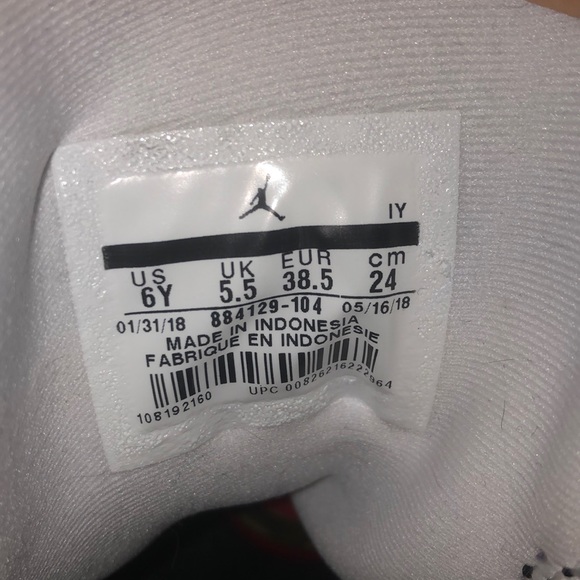 IY
US UK EUR cm
6Y 5.5 38.5 24
01/31/18 884129-104 05/16/18
MADE IN INDONESIA
FABRIQUE EN INDONESIE
108192160 UPC 00826216222964